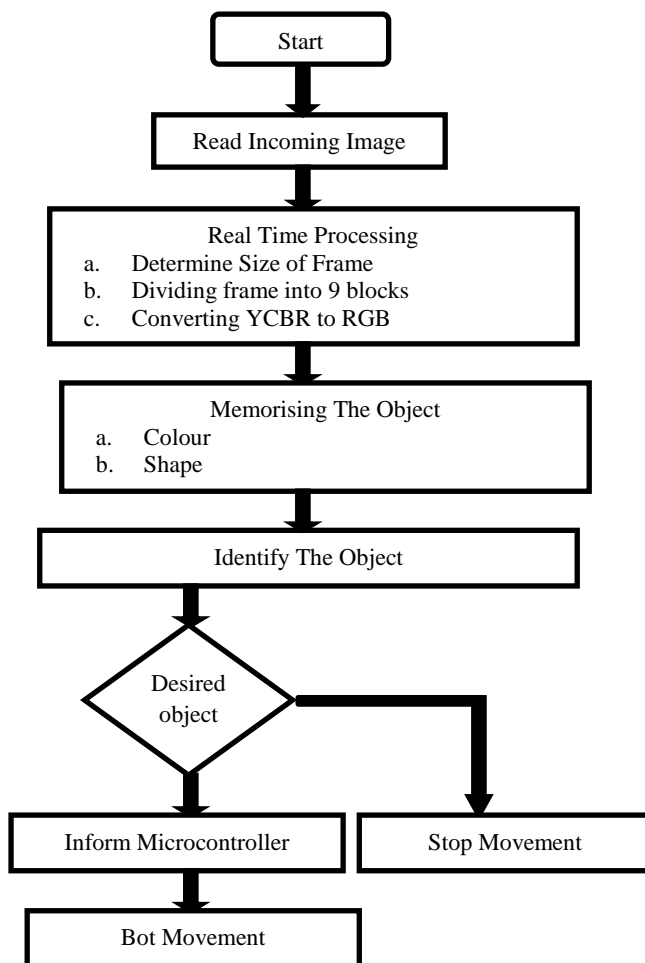 Start
Read Incoming Image
Real Time Processing
a. Determine Size of Frame
b. Dividing frame into 9 blocks
c. Converting YCBR to RGB
Memorising The Object
a. Colour
b. Shape
Identify The Object
Desired
object
Inform Microcontroller
Stop Movement
Bot Movement